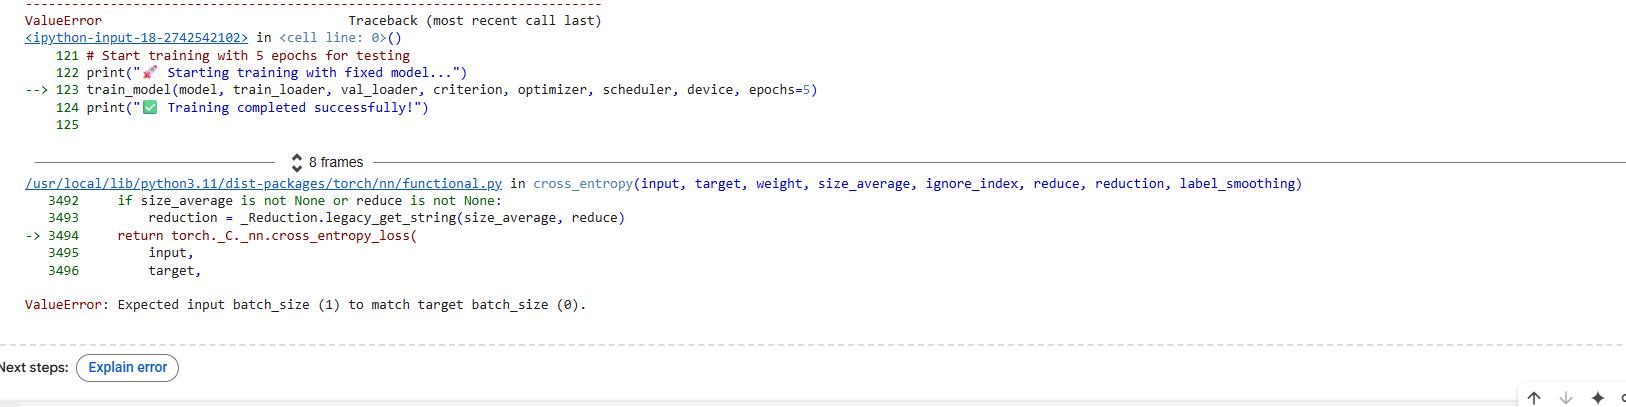 ---------------------------------------------------------------------------
ValueError                                Traceback (most recent call last)
<ipython-input-18-2742542102> in <cell line: 0>()
    121 # Start training with 5 epochs for testing
    122 print("🚀 Starting training with fixed model...")
--> 123 train_model(model, train_loader, val_loader, criterion, optimizer, scheduler, device, epochs=5)
    124 print("✅ Training completed successfully!")
    125
8 frames
/usr/local/lib/python3.11/dist-packages/torch/nn/functional.py in cross_entropy(input, target, weight, size_average, ignore_index, reduce, reduction, label_smoothing)
   3492     if size_average is not None or reduce is not None:
   3493         reduction = _Reduction.legacy_get_string(size_average, reduce)
-> 3494     return torch._C._nn.cross_entropy_loss(
   3495         input,
   3496         target,
ValueError: Expected input batch_size (1) to match target batch_size (0).
Next steps: Explain error